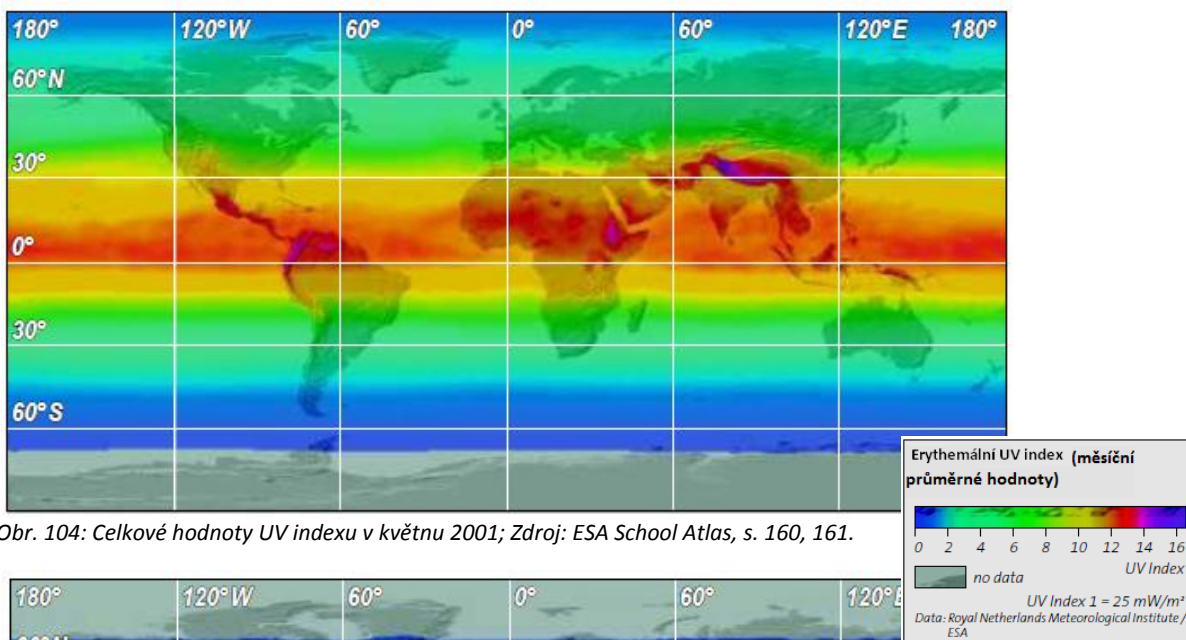 180° 120°W 60° 0° 60° 120°E 180°
60°N
30°
0°
30°
60°S
Erythemální UV index (měsíční
průměrné hodnoty)
0 2 4 6 8 10 12 14 16
UV Index
no data
UV Index 1 = 25 mW/m²
Data: Royal Netherlands Meteorological Institute /
ESA
Obr. 104: Celkové hodnoty UV indexu v květnu 2001; Zdroj: ESA School Atlas, s. 160, 161.
180° 120°W 60° 0° 60°